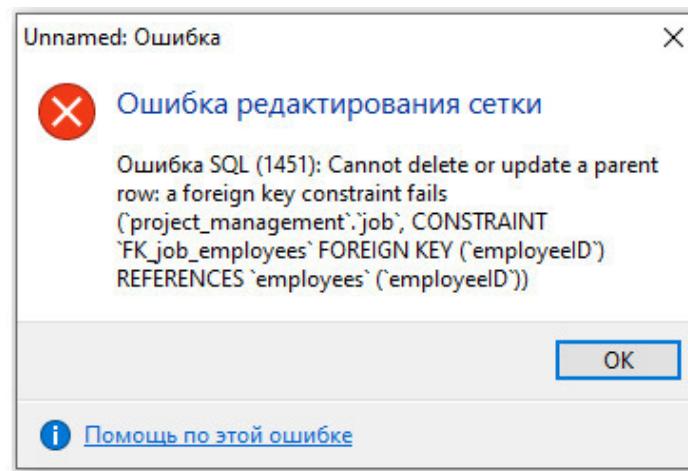 Unnamed: Ошибка
Ошибка редактирования сетки
Ошибка SQL (1451): Cannot delete or update a parent
row: a foreign key constraint fails
(`project_management`.`job`, CONSTRAINT
`FK_job_employees` FOREIGN KEY (`employeeID`)
REFERENCES `employees` (`employeeID`))
OK
Помощь по этой ошибке